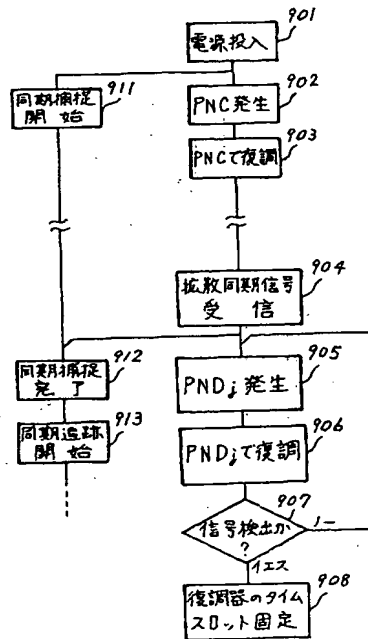 901
電源投入
911
同期捕捉
開始
902
PNC発生
903
PNCで復調
904
拡散同期信号
受信
912
同期捕捉
完了
913
同期追跡
開始
905
PNDj発生
906
PNDjで復調
907
信号検出か
?
ノー
イエス
908
復調器のタイム
スロット固定